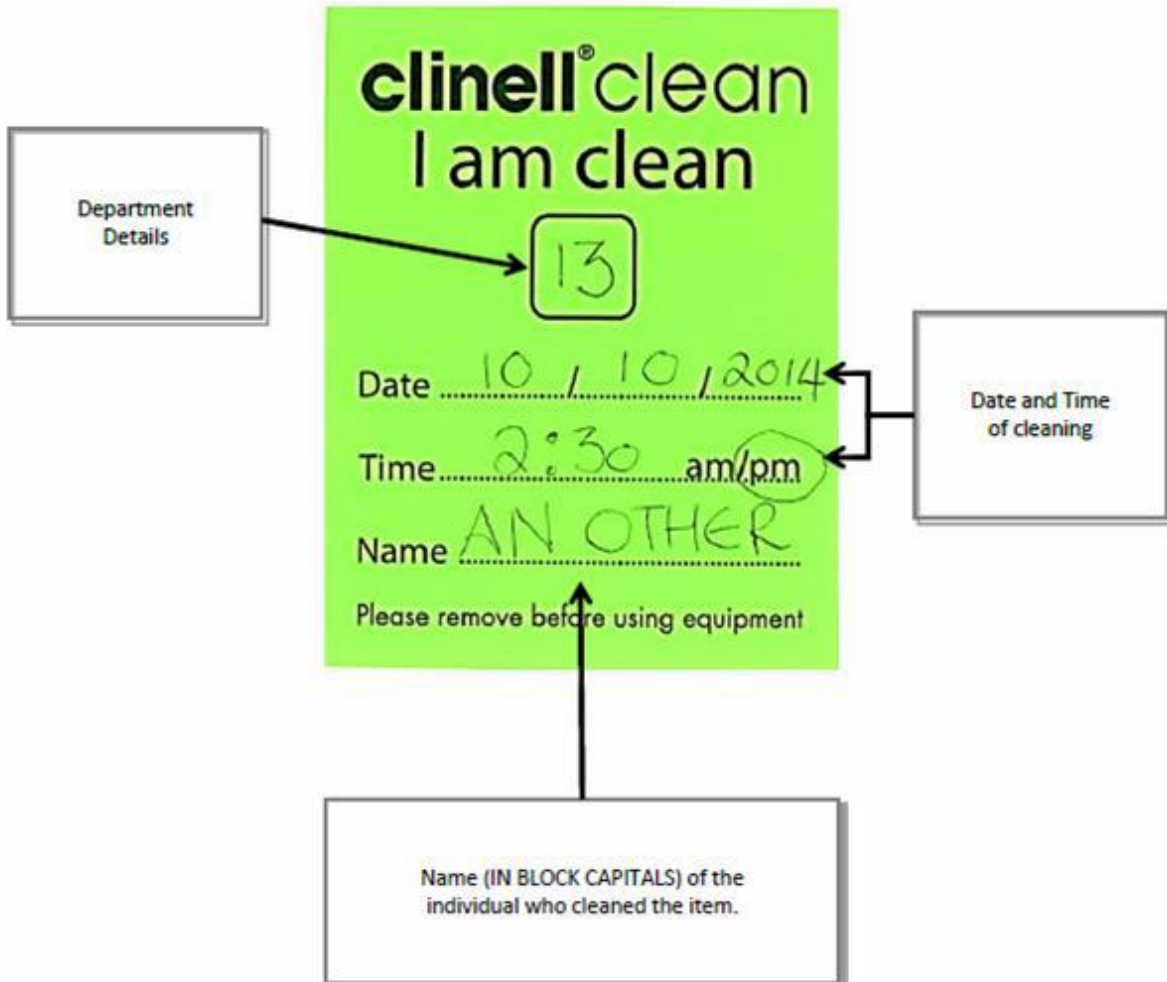 clinell® clean
I am clean
Department
Details
13
Date 10 / 10 / 2014
Date and Time
of cleaning
Time 2:30 am/pm
Name AN OTHER
Please remove before using equipment
Name (IN BLOCK CAPITALS) of the
individual who cleaned the item.